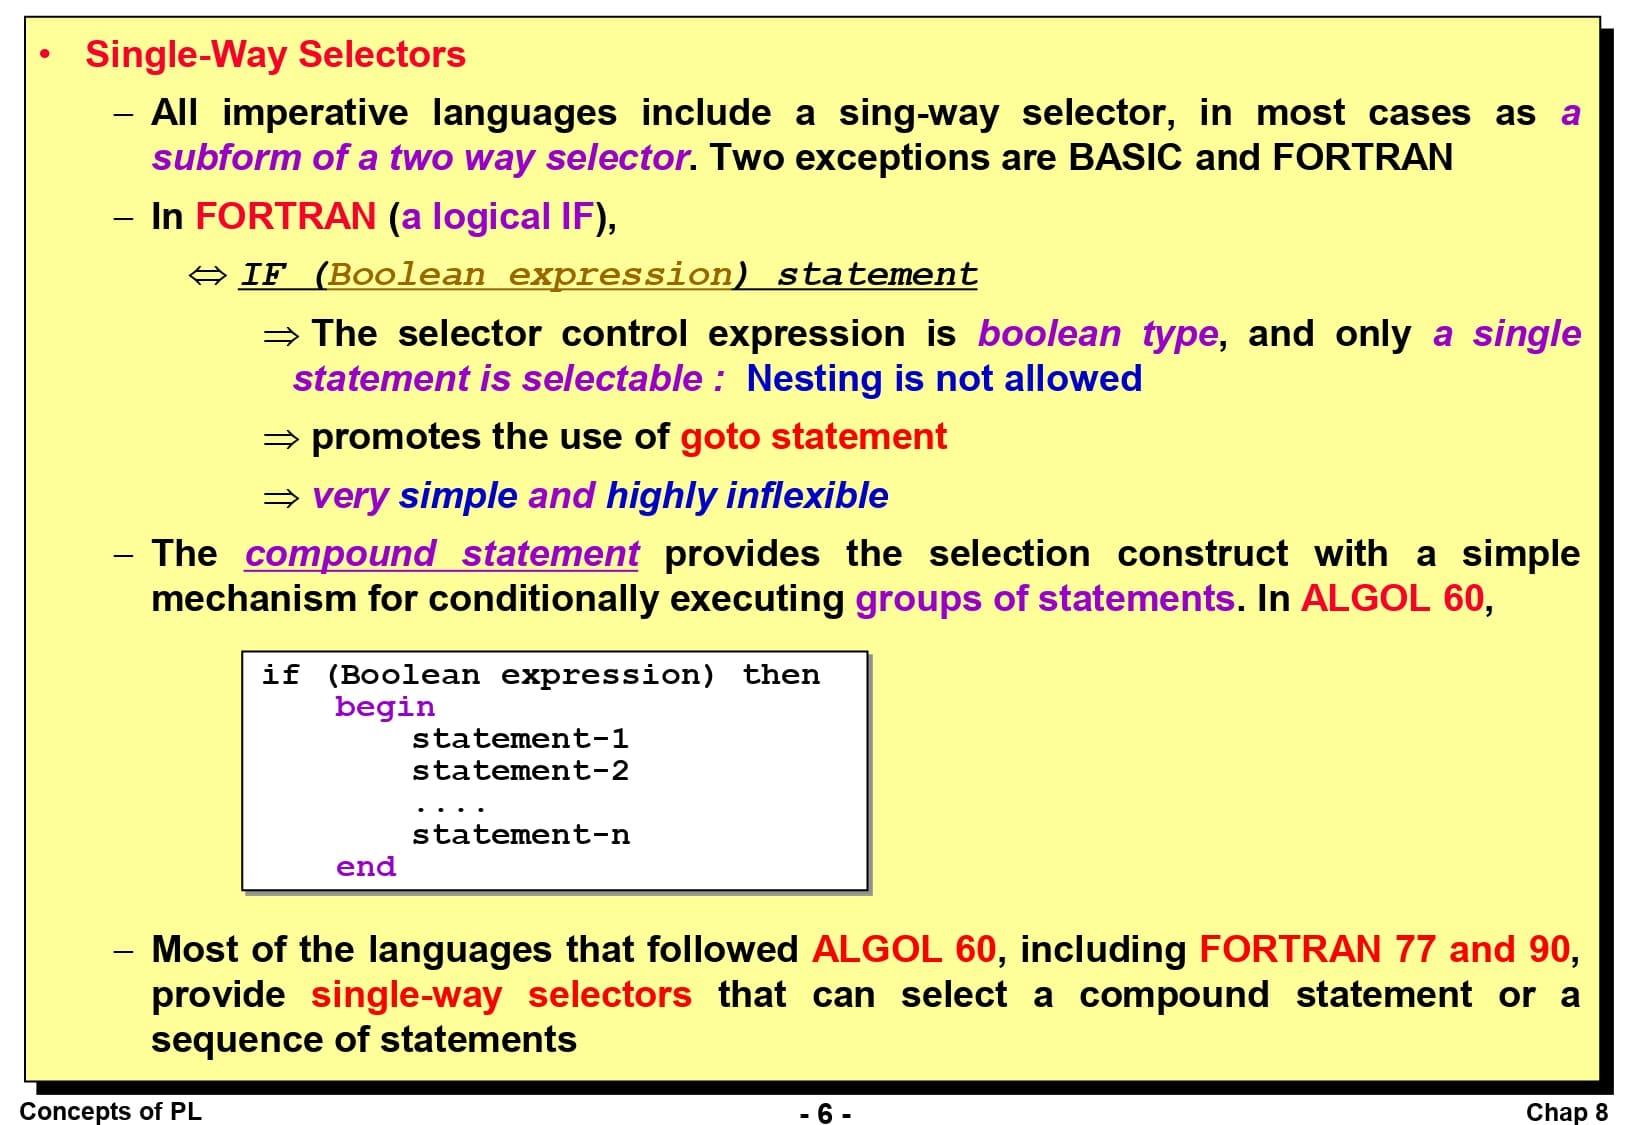 • Single-Way Selectors
– All imperative languages include a sing-way selector, in most cases as a
subform of a two way selector. Two exceptions are BASIC and FORTRAN
– In FORTRAN (a logical IF),
⇔ IF (Boolean expression) statement
⇒ The selector control expression is boolean type, and only a single
statement is selectable : Nesting is not allowed
⇒ promotes the use of goto statement
⇒ very simple and highly inflexible
– The compound statement provides the selection construct with a simple
mechanism for conditionally executing groups of statements. In ALGOL 60,
if (Boolean expression) then
begin
statement-1
statement-2
....
statement-n
end
– Most of the languages that followed ALGOL 60, including FORTRAN 77 and 90,
provide single-way selectors that can select a compound statement or a
sequence of statements
Concepts of PL
- 6 -
Chap 8